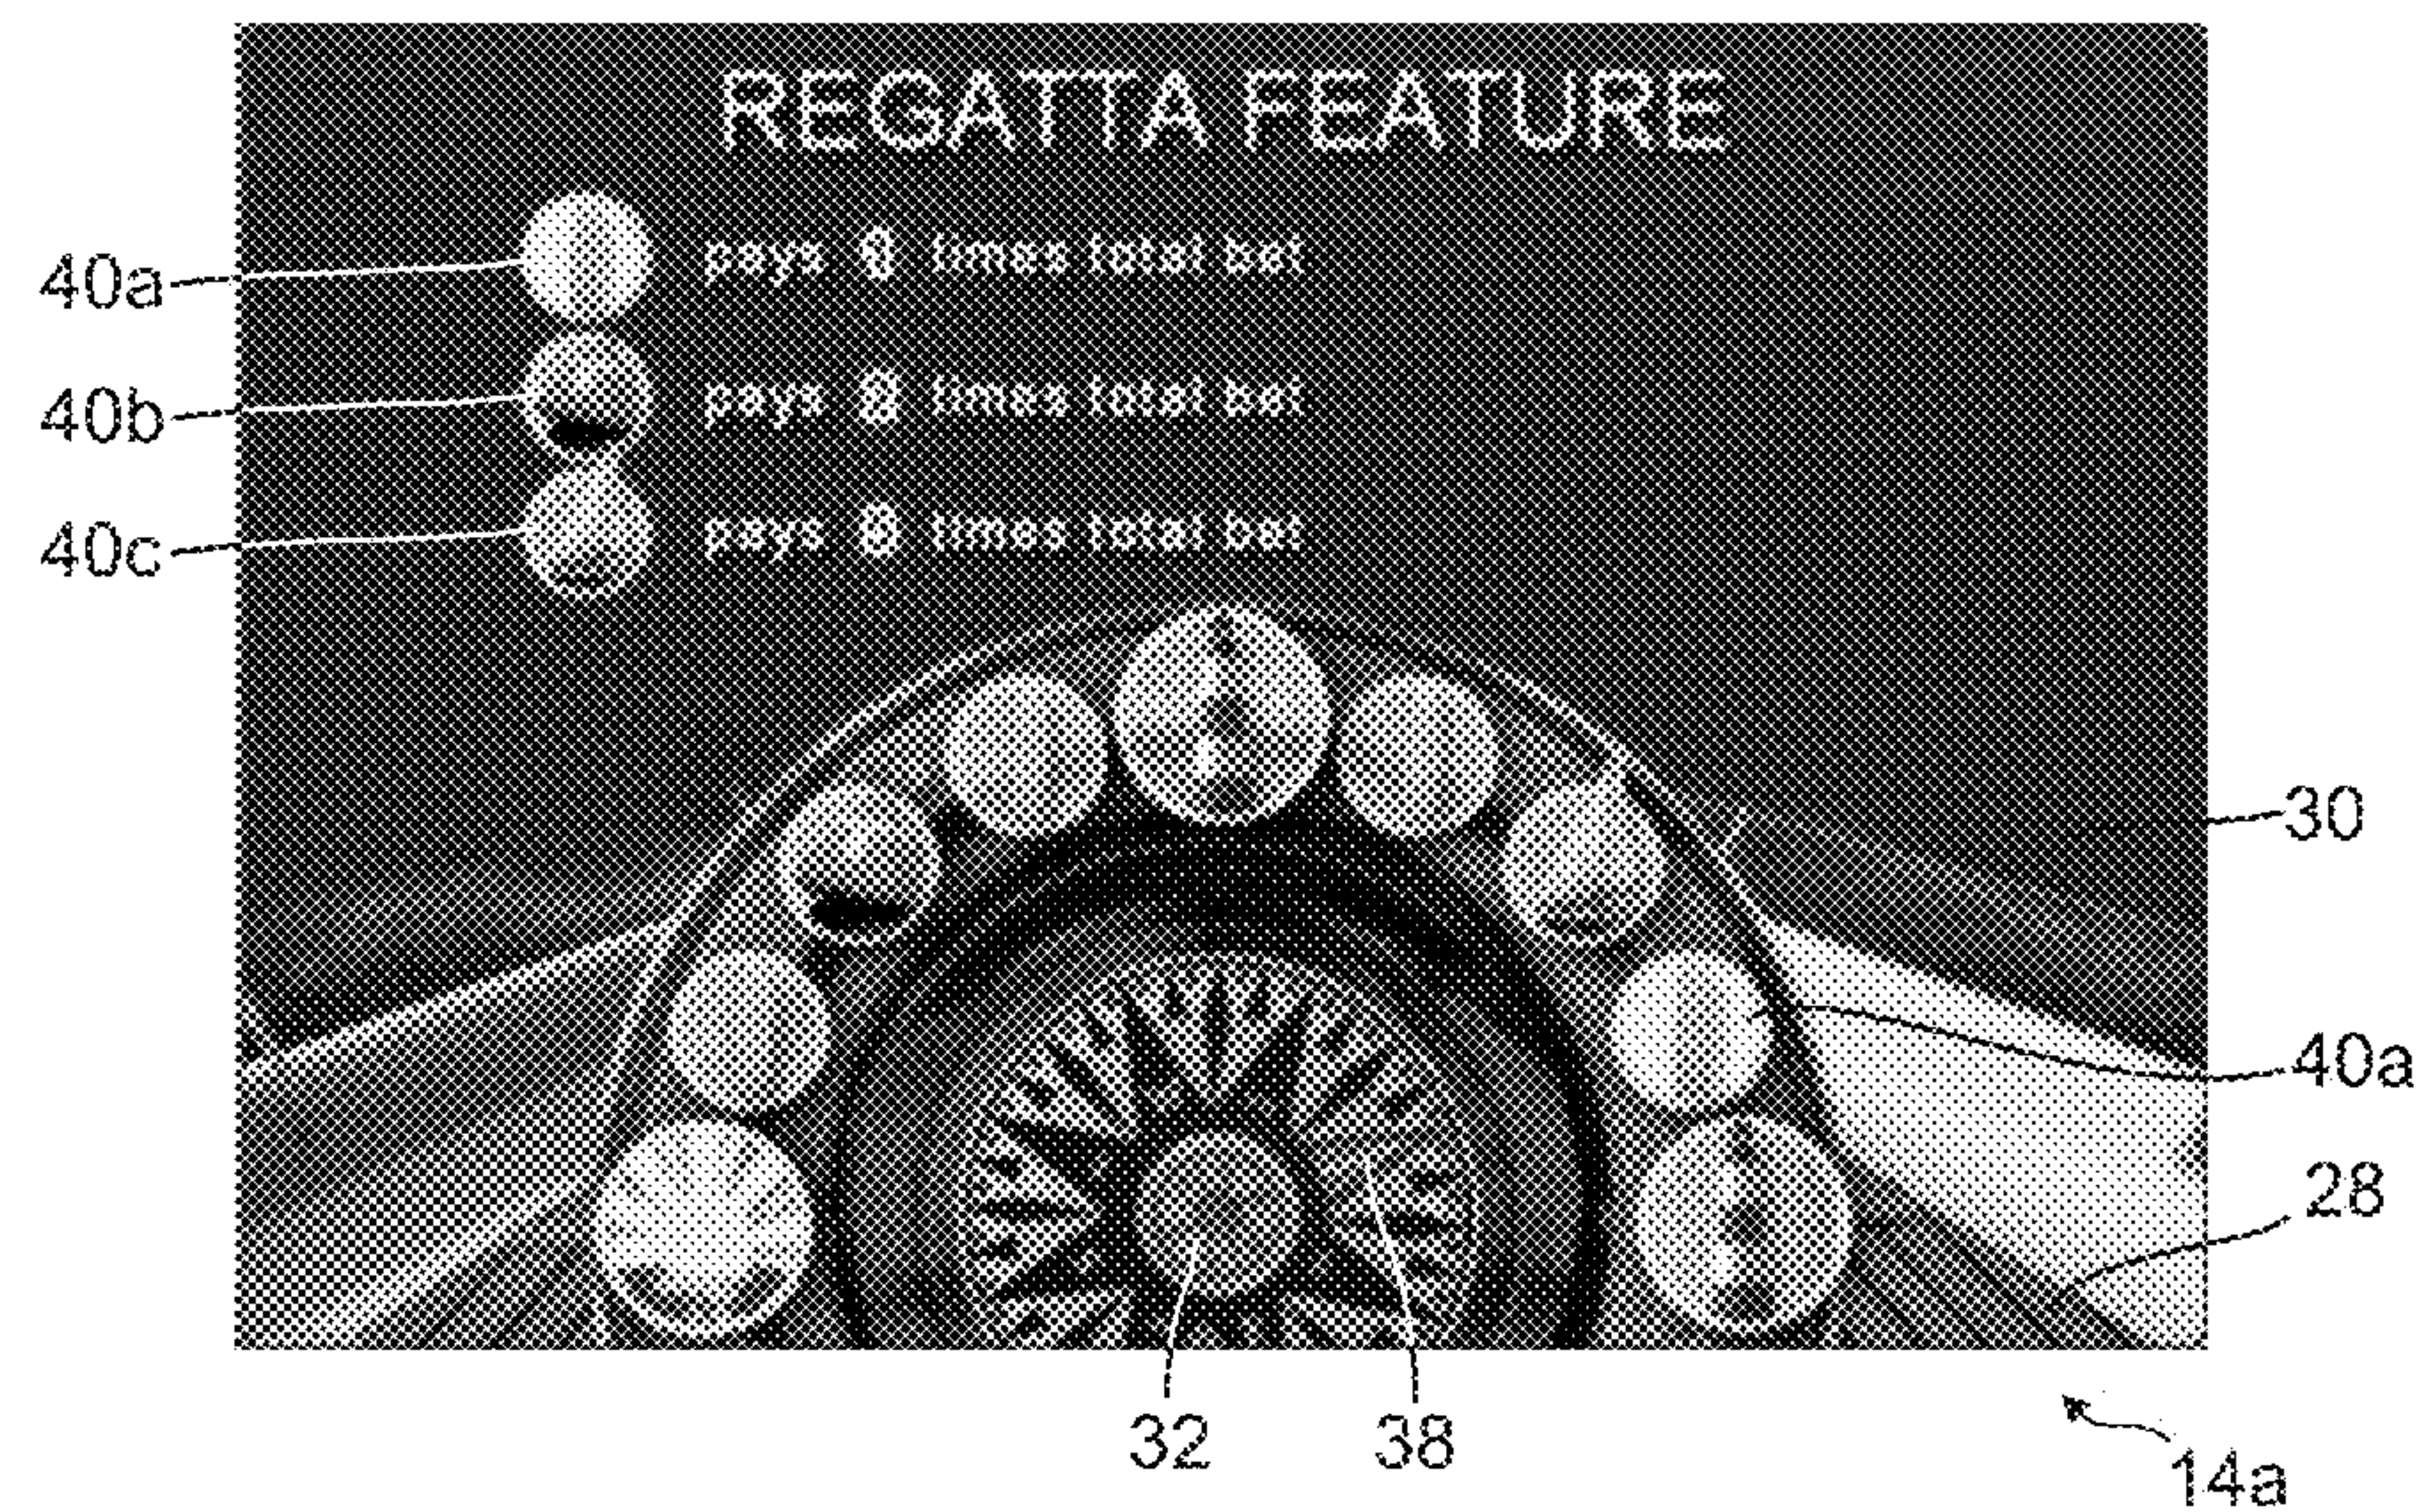 REGATTA FEATURE
40a
pays times total bet
40b
pays times total bet
40c
pays times total bet
30
40a
28
32
38
14a